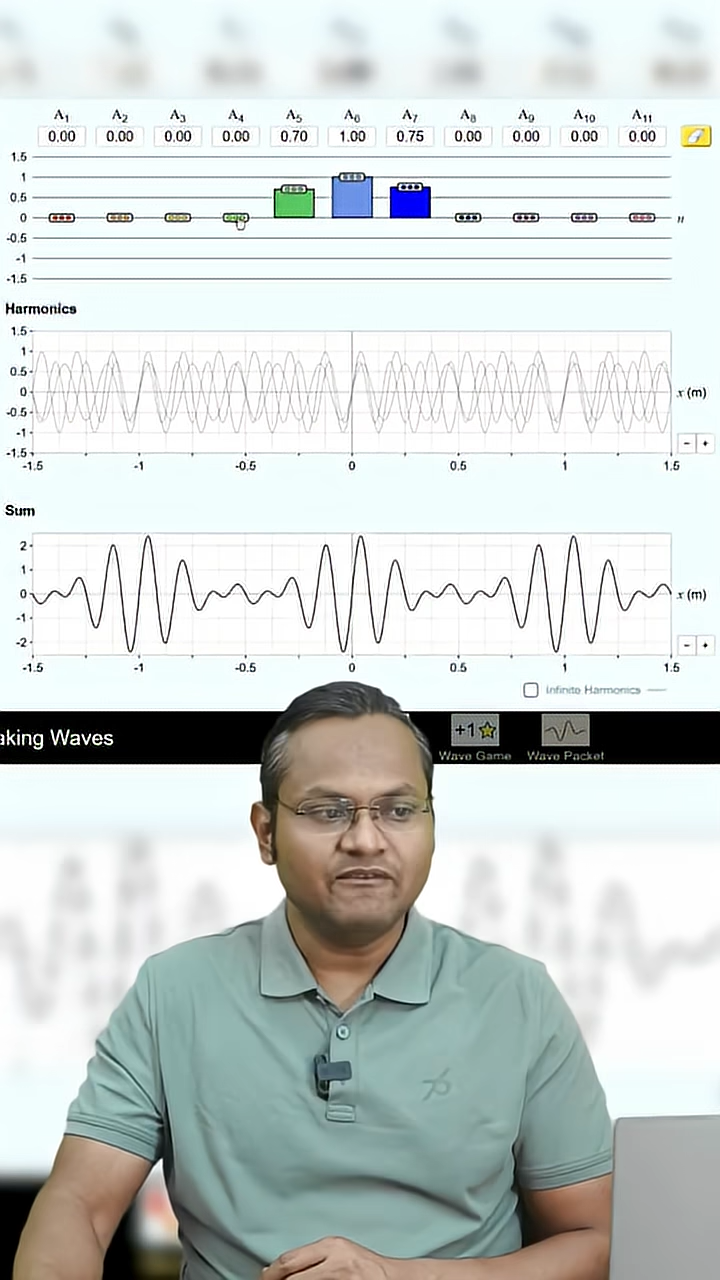 A1 A2 A3 A4 A5 A6 A7 A8 A9 A10 A11
0.00 0.00 0.00 0.00 0.70 1.00 0.75 0.00 0.00 0.00 0.00
1.5
1
0.5
0
n
-0.5
-1
-1.5
Harmonics
1.5
1
0.5
0
x (m)
-0.5
-1
- +
-1.5
-1.5 -1 -0.5 0 0.5 1 1.5
Sum
2
1
0
x (m)
-1
-2
- +
-1.5 -1 -0.5 0 0.5 1 1.5
Infinite Harmonics
aking Waves
+1
Wave Game Wave Packet